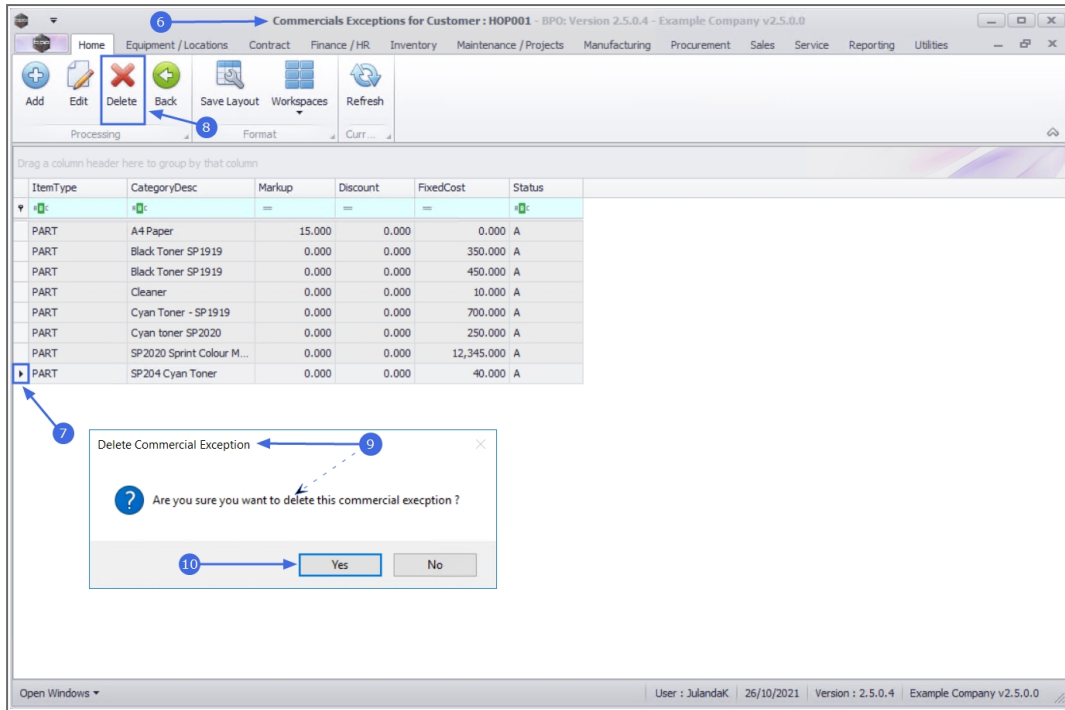 6
Commercials Exceptions for Customer : HOP001 - BPO: Version 2.5.0.4 - Example Company v2.5.0.0
Home Equipment / Locations Contract Finance / HR Inventory Maintenance / Projects Manufacturing Procurement Sales Service Reporting Utilities
Add Edit Delete Back Save Layout Workspaces Refresh
8
Processing Format Curr...
Drag a column header here to group by that column
ItemType CategoryDesc Markup Discount FixedCost Status
PART A4 Paper 15.000 0.000 0.000 A
PART Black Toner SP1919 0.000 0.000 350.000 A
PART Black Toner SP1919 0.000 0.000 450.000 A
PART Cleaner 0.000 0.000 10.000 A
PART Cyan Toner - SP1919 0.000 0.000 700.000 A
PART Cyan toner SP2020 0.000 0.000 250.000 A
PART SP2020 Sprint Colour M... 0.000 0.000 12,345.000 A
PART SP204 Cyan Toner 0.000 0.000 40.000 A
7
Delete Commercial Exception 9
? Are you sure you want to delete this commercial execption ?
10 Yes No
Open Windows User : JulandaK 26/10/2021 Version : 2.5.0.4 Example Company v2.5.0.0